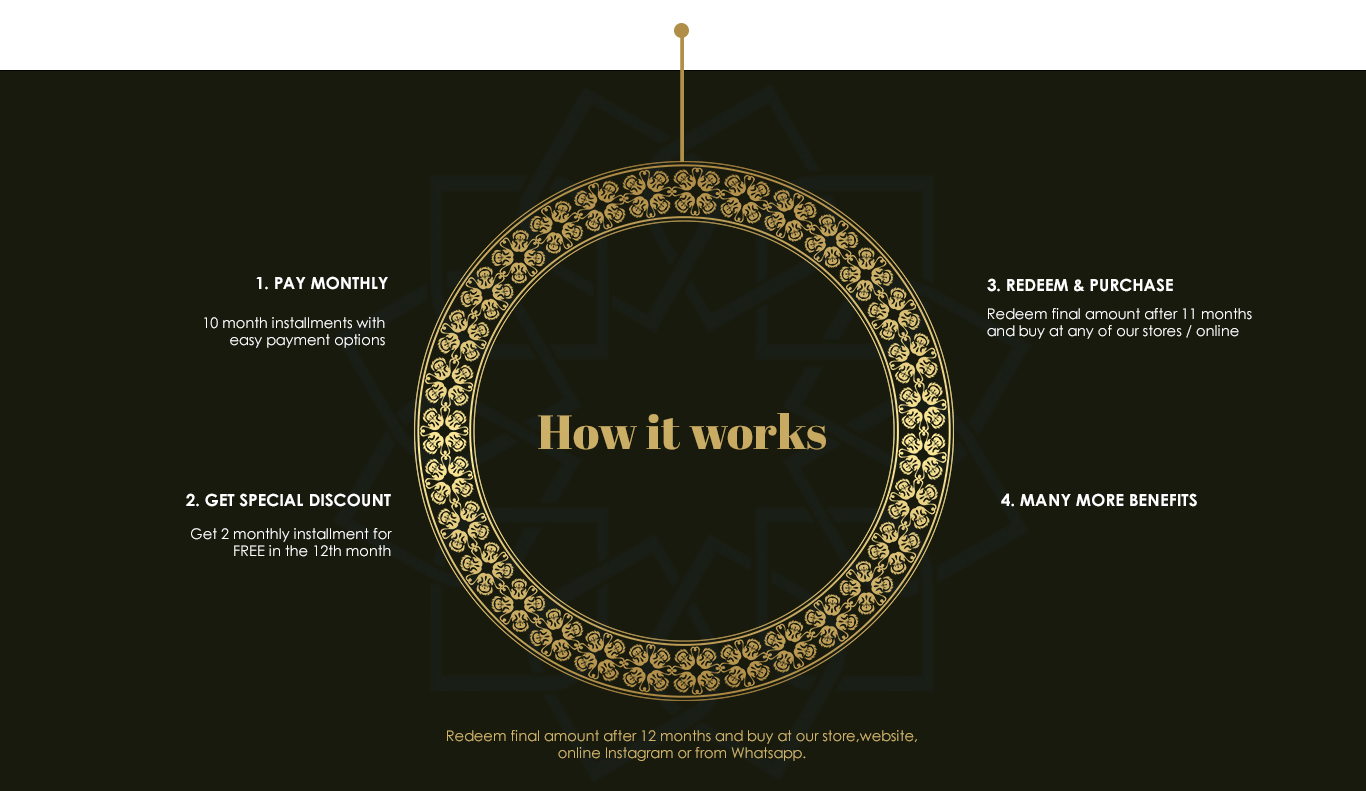 1. PAY MONTHLY
10 month installments with
easy payment options
2. GET SPECIAL DISCOUNT
Get 2 monthly installment for
FREE in the 12th month
How it works
3. REDEEM & PURCHASE
Redeem final amount after 11 months
and buy at any of our stores / online
4. MANY MORE BENEFITS
Redeem final amount after 12 months and buy at our store,website,
online Instagram or from Whatsapp.